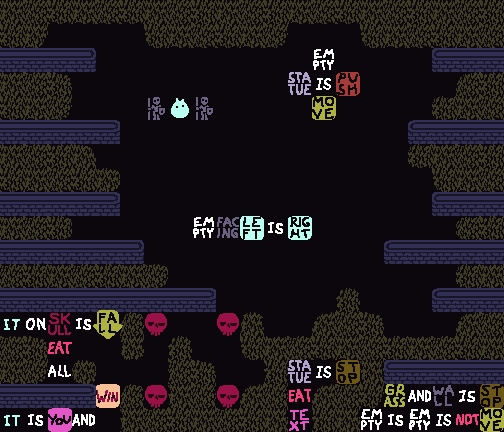 EMPTY
STATUE IS PUSH
MOVE
EMPTY FACING LEFT IS RIGHT
IT ON SKULL IS FALL
EAT
ALL
STATUE IS STOP
WIN
EAT
GRASS AND WALL IS STOP
IT IS YOU AND
TEXT
EMPTY IS EMPTY IS NOT MOVE